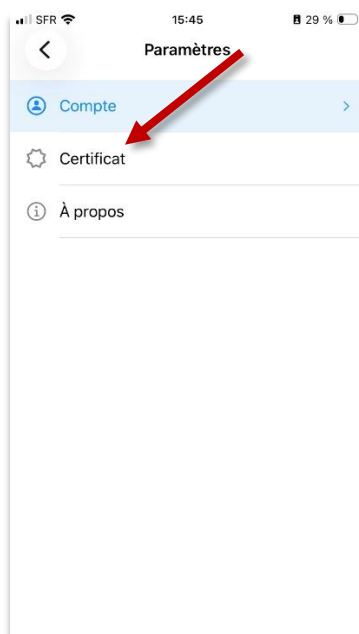 SFR 15:45 29 %
Paramètres
Compte
Certificat
À propos